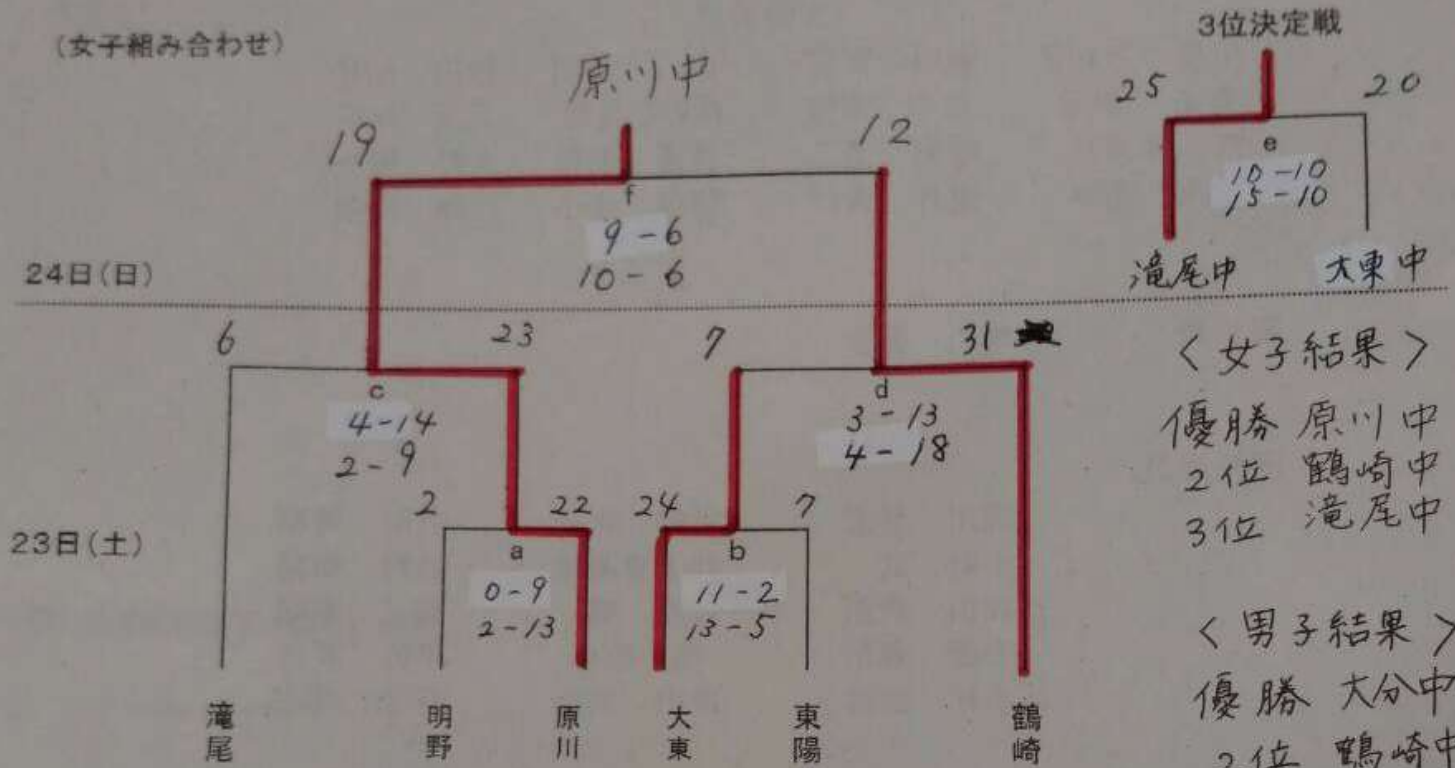 (女子組み合わせ)
3位決定戦
原川中
25
20
19
12
e
10-10
15-10
f
9-6
10-6
滝尾中
大東中
24日(日)
6
23
7
31
<女子結果>
c
4-14
2-9
d
3-13
4-18
優勝 原川中
2位 鶴崎中
3位 滝尾中
2
22
24
7
23日(土)
a
0-9
2-13
b
11-2
13-5
<男子結果>
優勝 大分中
2位 鶴崎中
滝尾
明野
原川
大東
東陽
鶴崎